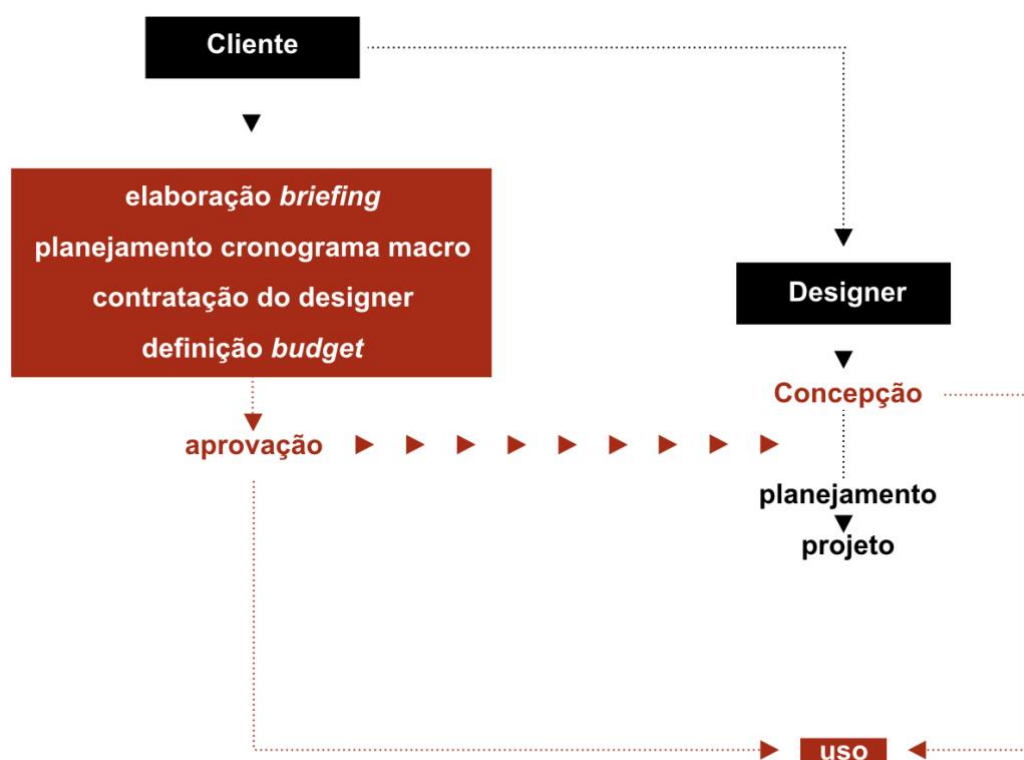 Cliente
elaboração briefing
planejamento cronograma macro
contratação do designer
definição budget
aprovação
Designer
Concepção
planejamento
projeto
uso